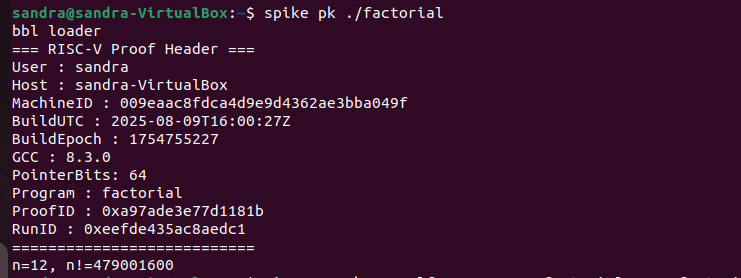 sandra@sandra-VirtualBox:~$ spike pk ./factorial
bbl loader
=== RISC-V Proof Header ===
User : sandra
Host : sandra-VirtualBox
MachineID : 009eaac8fdca4d9e9d4362ae3bba049f
BuildUTC : 2025-08-09T16:00:27Z
BuildEpoch : 1754755227
GCC : 8.3.0
PointerBits: 64
Program : factorial
ProofID : 0xa97ade3e77d1181b
RunID : 0xeefde435ac8aedc1
===========================
n=12, n!=479001600